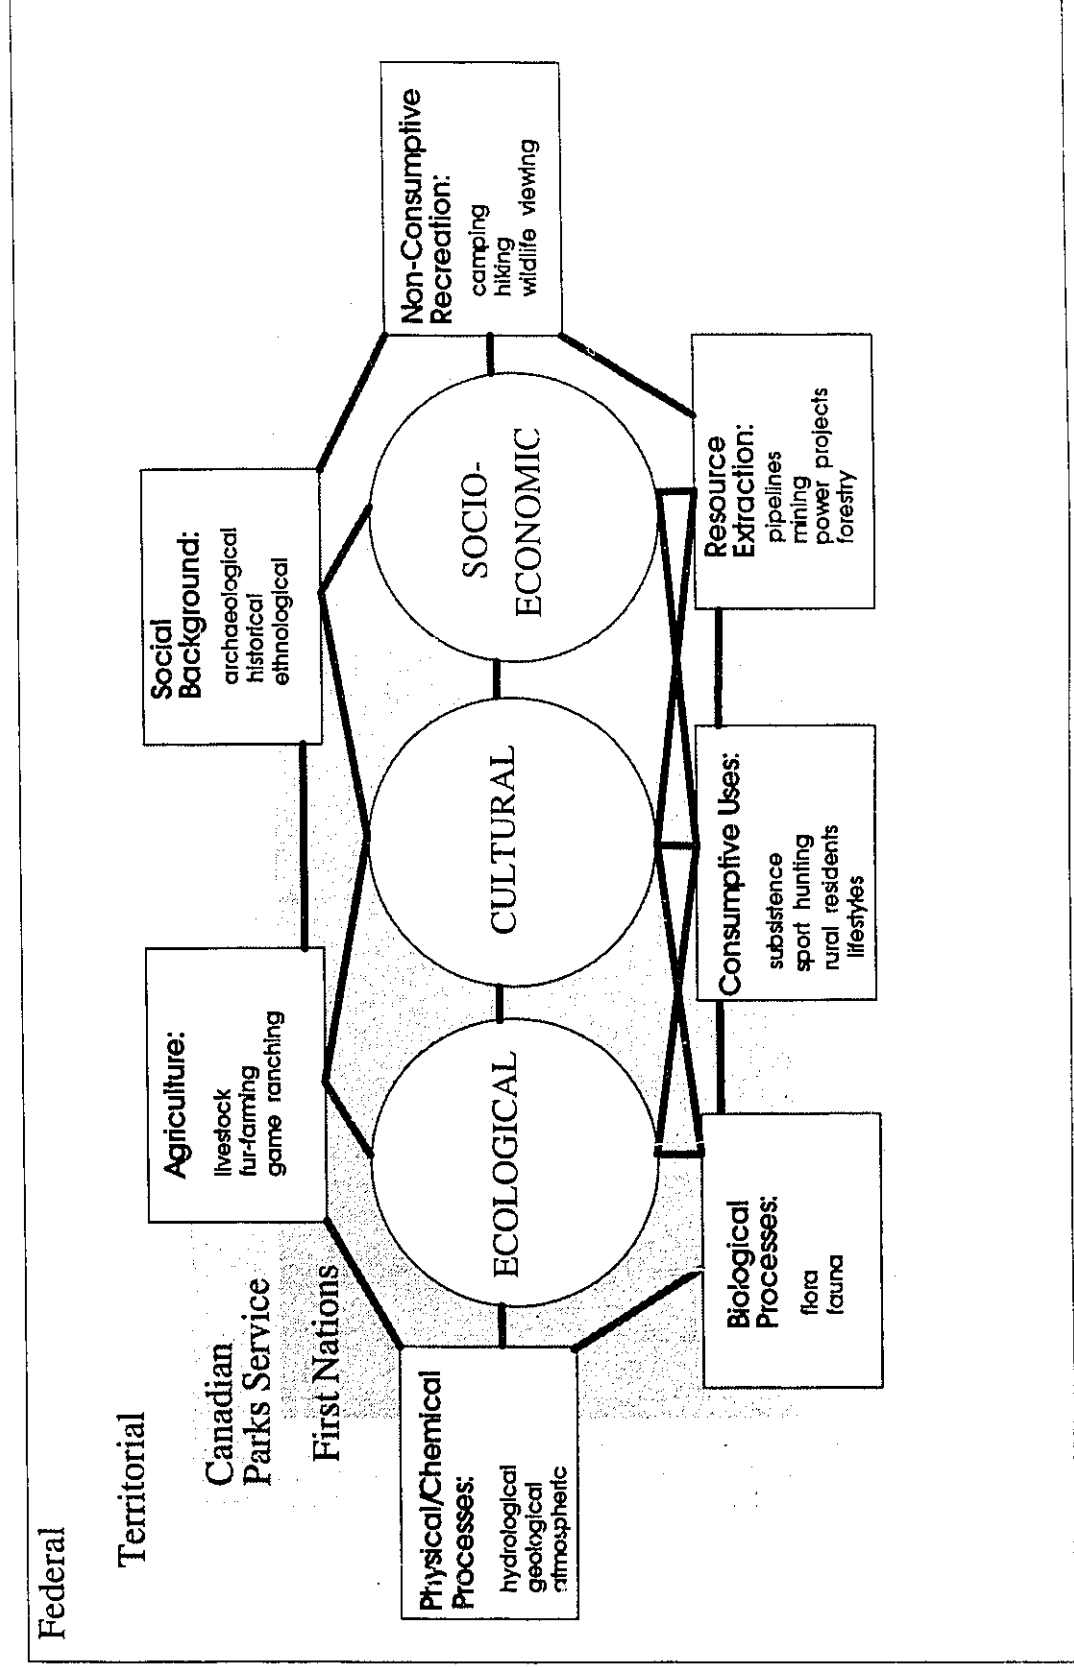 Federal
Territorial
Canadian
Parks Service
First Nations
Physical/Chemical
Processes:
hydrological
geological
atmospheric
Agriculture:
livestock
fur-farming
game ranching
Social
Background:
archaeological
historical
ethnological
Non-Consumptive
Recreation:
camping
hiking
wildlife viewing
ECOLOGICAL
CULTURAL
SOCIO-
ECONOMIC
Biological
Processes:
flora
fauna
Consumptive Uses:
subsistence
sport hunting
rural residents
lifestyles
Resource
Extraction:
pipelines
mining
power projects
forestry